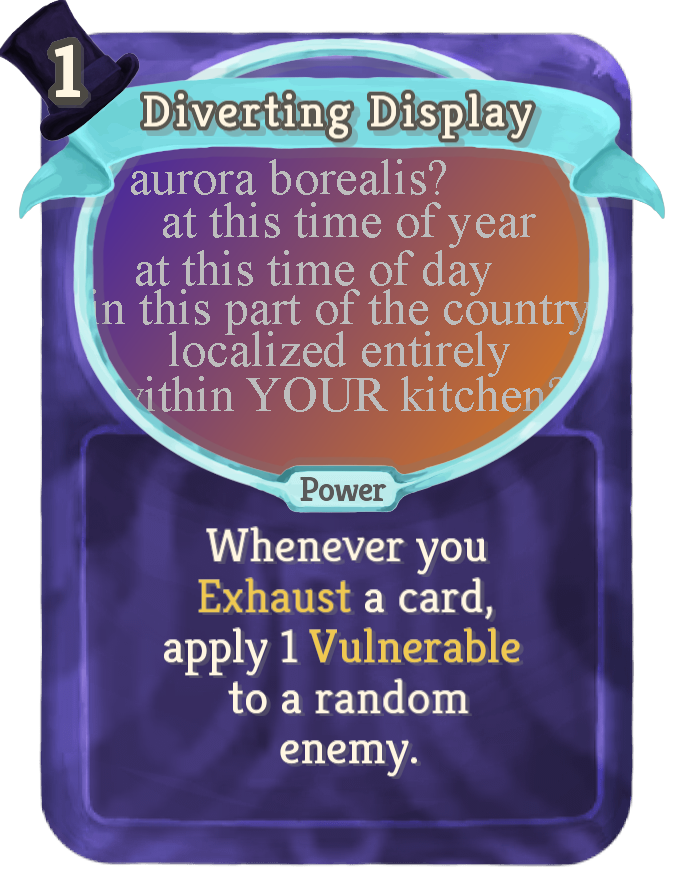 1
Diverting Display
aurora borealis?
at this time of year
at this time of day
in this part of the country
localized entirely
within YOUR kitchen?
Power
Whenever you
Exhaust a card,
apply 1 Vulnerable
to a random
enemy.